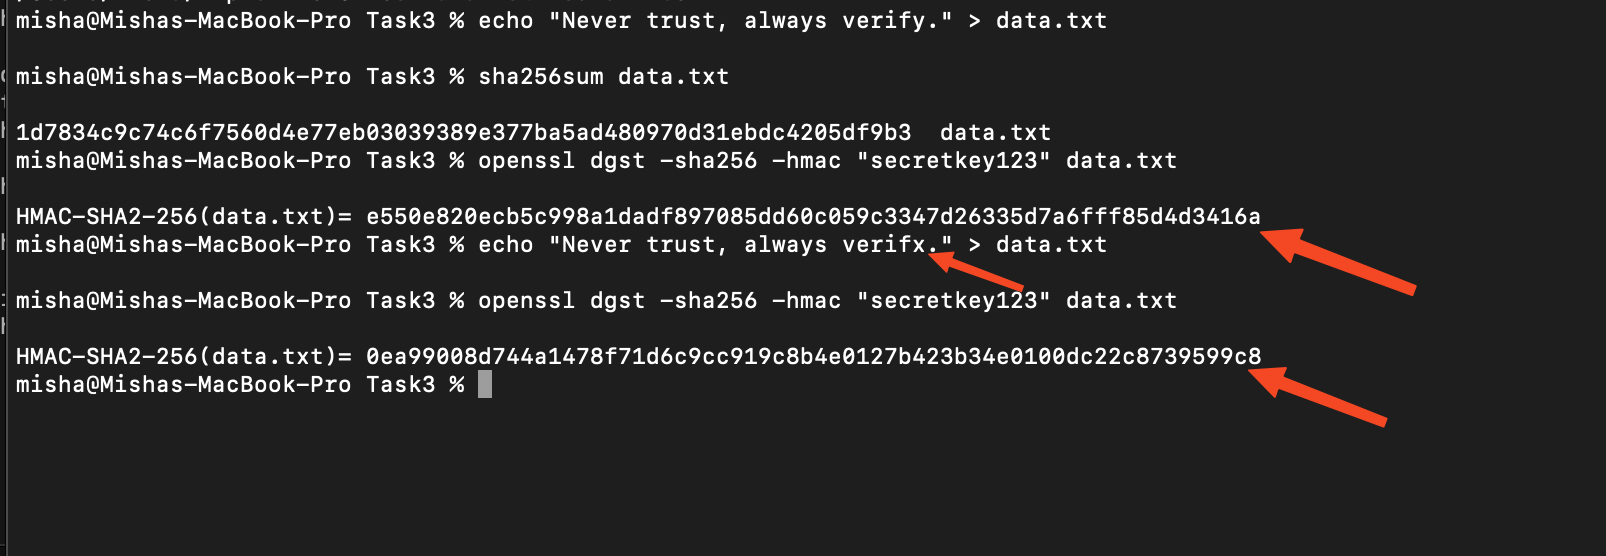 misha@Mishas-MacBook-Pro Task3 % echo "Never trust, always verify." > data.txt
misha@Mishas-MacBook-Pro Task3 % sha256sum data.txt
1d7834c9c74c6f7560d4e77eb03039389e377ba5ad480970d31ebdc4205df9b3  data.txt
misha@Mishas-MacBook-Pro Task3 % openssl dgst -sha256 -hmac "secretkey123" data.txt
HMAC-SHA2-256(data.txt)= e550e820ecb5c998a1dadf897085dd60c059c3347d26335d7a6fff85d4d3416a
misha@Mishas-MacBook-Pro Task3 % echo "Never trust, always verifx." > data.txt
misha@Mishas-MacBook-Pro Task3 % openssl dgst -sha256 -hmac "secretkey123" data.txt
HMAC-SHA2-256(data.txt)= 0ea99008d744a1478f71d6c9cc919c8b4e0127b423b34e0100dc22c8739599c8
misha@Mishas-MacBook-Pro Task3 %